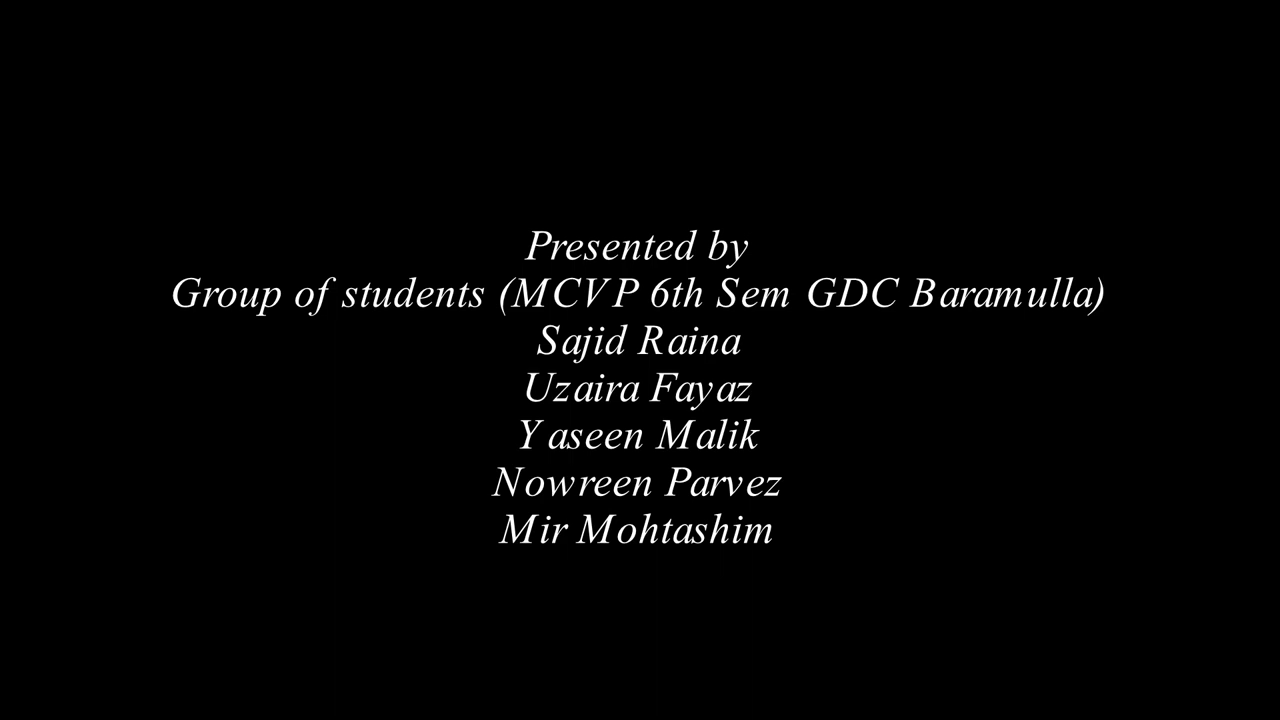 Presented by
Group of students (MCVP 6th Sem GDC Baramulla)
Sajid Raina
Uzaira Fayaz
Yaseen Malik
Nowreen Parvez
Mir Mohtashim